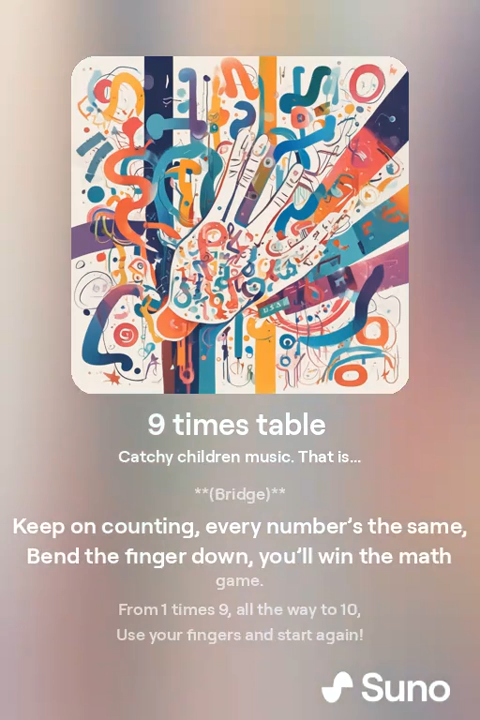 9 times table
Catchy children music. That is...
**(Bridge)**
Keep on counting, every number’s the same,
Bend the finger down, you’ll win the math
game.
From 1 times 9, all the way to 10,
Use your fingers and start again!
Suno